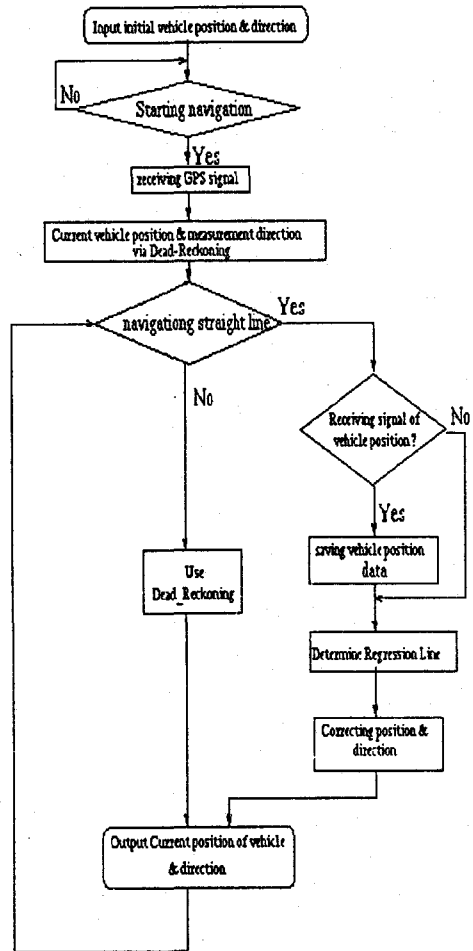 Input initial vehicle position & direction
No
Starting navigation
Yes
receiving GPS signal
Current vehicle position & measurement direction
via Dead-Reckoning
navigationg straight line
Yes
No
Receiving signal of
vehicle position?
No
Yes
saving vehicle position
data
Use
Dead_Reckoning
Determine Regression Line
Correcting position &
direction
Output Current position of vehicle
& direction